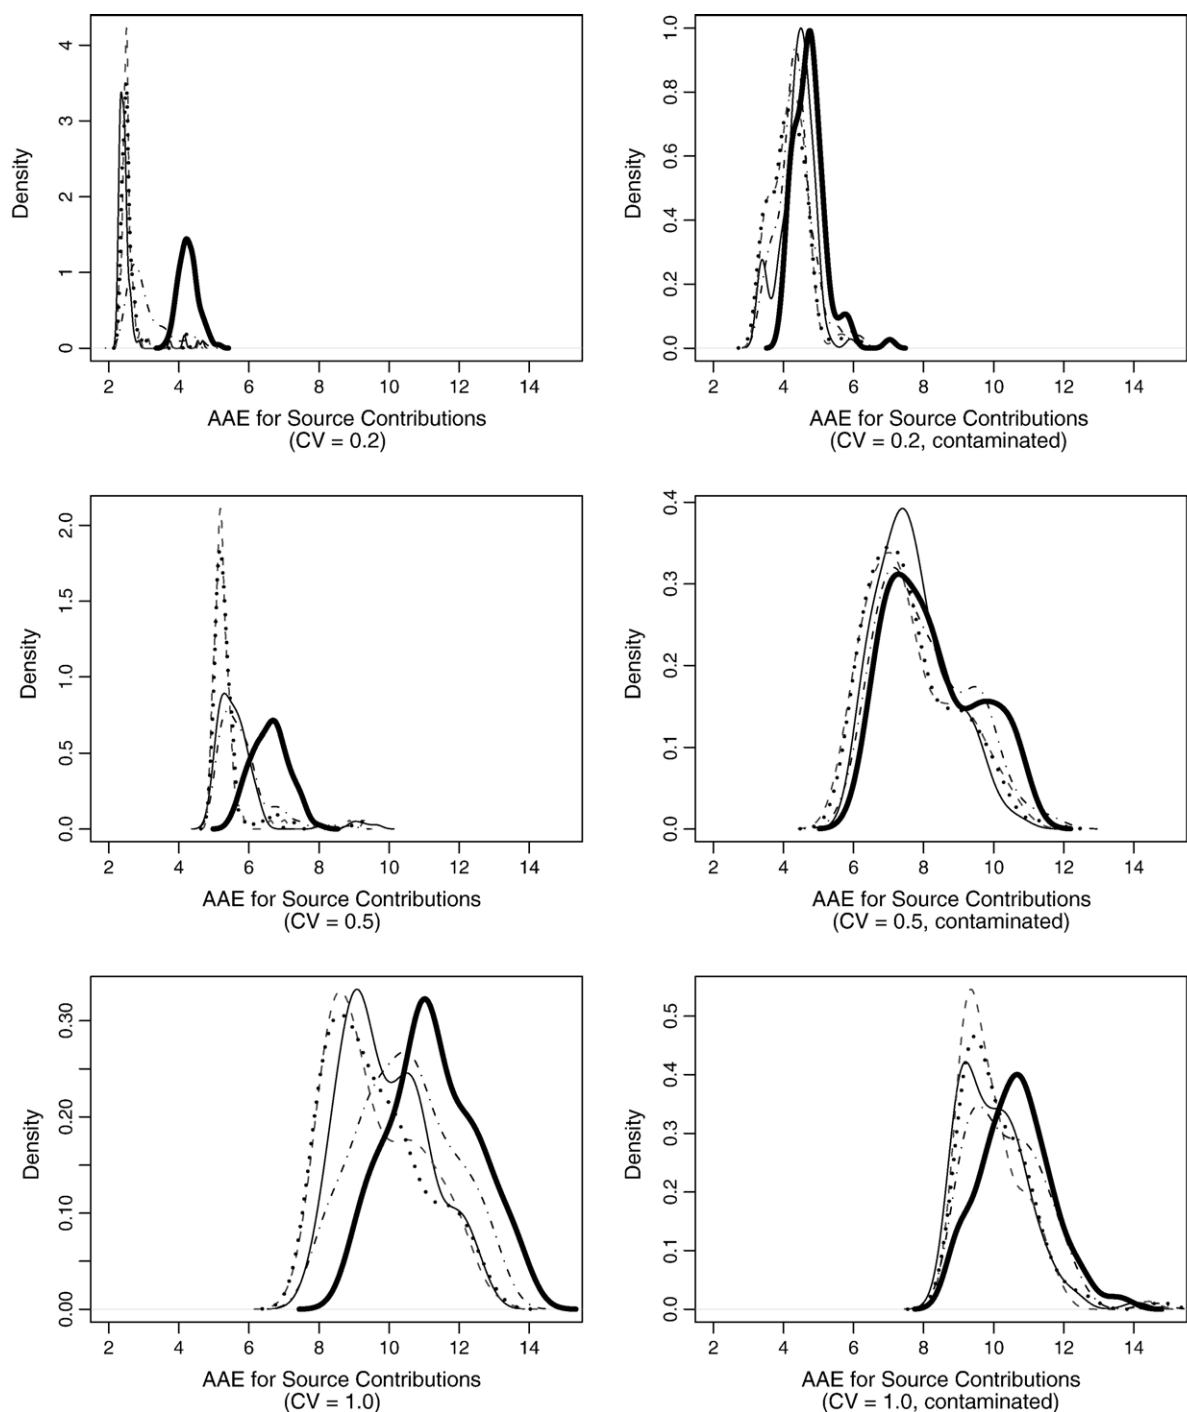 Density
4
3
2
1
0
2 4 6 8 10 12 14
AAE for Source Contributions
(CV = 0.2)
Density
1.0
0.8
0.6
0.4
0.2
0.0
2 4 6 8 10 12 14
AAE for Source Contributions
(CV = 0.2, contaminated)
Density
2.0
1.5
1.0
0.5
0.0
2 4 6 8 10 12 14
AAE for Source Contributions
(CV = 0.5)
Density
0.4
0.3
0.2
0.1
0.0
2 4 6 8 10 12 14
AAE for Source Contributions
(CV = 0.5, contaminated)
Density
0.30
0.20
0.10
0.00
2 4 6 8 10 12 14
AAE for Source Contributions
(CV = 1.0)
Density
0.5
0.4
0.3
0.2
0.1
0.0
2 4 6 8 10 12 14
AAE for Source Contributions
(CV = 1.0, contaminated)